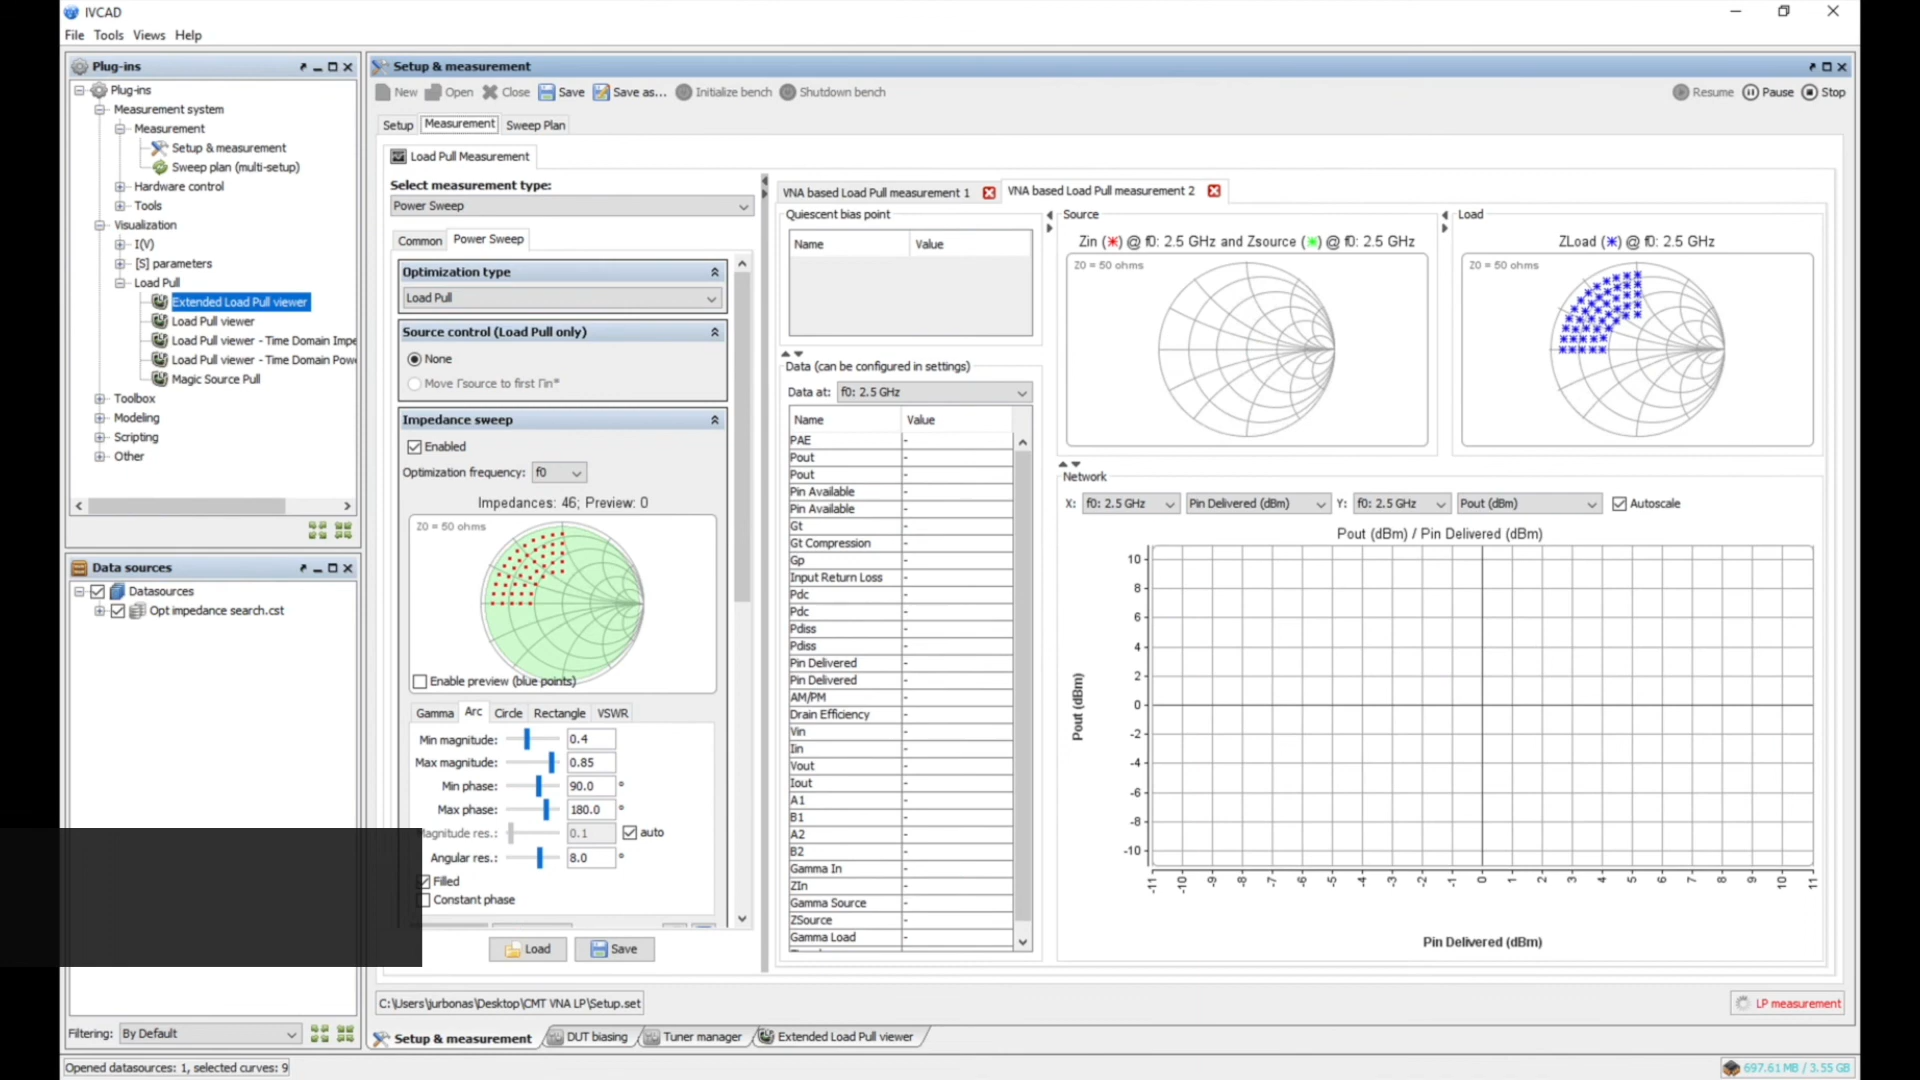 IVCAD
File Tools Views Help
Plug-ins
Plug-ins
Measurement system
Measurement
Setup & measurement
Sweep plan (multi-setup)
Hardware control
Tools
Visualization
I(V)
[S] parameters
Load Pull
Extended Load Pull viewer
Load Pull viewer
Load Pull viewer - Time Domain Impe
Load Pull viewer - Time Domain Powe
Magic Source Pull
Toolbox
Modeling
Scripting
Other
Data sources
Datasources
Opt impedance search.cst
Filtering: By Default
Opened datasources: 1, selected curves: 9
Setup & measurement
New Open Close Save Save as... Initialize bench Shutdown bench
Resume Pause Stop
Setup Measurement Sweep Plan
Load Pull Measurement
Select measurement type:
Power Sweep
Common Power Sweep
Optimization type
Load Pull
Source control (Load Pull only)
None
Move Γsource to first Γin*
Impedance sweep
Enabled
Optimization frequency: f0
Impedances: 46; Preview: 0
Z0 = 50 ohms
Enable preview (blue points)
Gamma Arc Circle Rectangle VSWR
Min magnitude: 0.4
Max magnitude: 0.85
Min phase: 90.0 °
Max phase: 180.0 °
agnitude res.: 0.1 auto
Angular res.: 8.0 °
Filled
Constant phase
Load Save
VNA based Load Pull measurement 1
VNA based Load Pull measurement 2
Quiescent bias point
Name Value
Data (can be configured in settings)
Data at: f0: 2.5 GHz
Name Value
PAE -
Pout -
Pout -
Pin Available -
Pin Available -
Gt -
Gt Compression -
Gp -
Input Return Loss -
Pdc -
Pdc -
Pdiss -
Pdiss -
Pin Delivered -
Pin Delivered -
AM/PM -
Drain Efficiency -
Vin -
Iin -
Vout -
Iout -
A1 -
B1 -
A2 -
B2 -
Gamma In -
ZIn -
Gamma Source -
ZSource -
Gamma Load -
Source
Zin (*) @ f0: 2.5 GHz and Zsource (*) @ f0: 2.5 GHz
Z0 = 50 ohms
Load
ZLoad (*) @ f0: 2.5 GHz
Z0 = 50 ohms
Network
X: f0: 2.5 GHz Pin Delivered (dBm) Y: f0: 2.5 GHz Pout (dBm) Autoscale
Pout (dBm) / Pin Delivered (dBm)
Pout (dBm)
10
8
6
4
2
0
-2
-4
-6
-8
-10
-11 -10 -9 -8 -7 -6 -5 -4 -3 -2 -1 0 1 2 3 4 5 6 7 8 9 10 11
Pin Delivered (dBm)
C:\Users\jurbonas\Desktop\CMT VNA LP\Setup.set
LP measurement
Setup & measurement DUT biasing Tuner manager Extended Load Pull viewer
697.61 MB / 3.55 GB